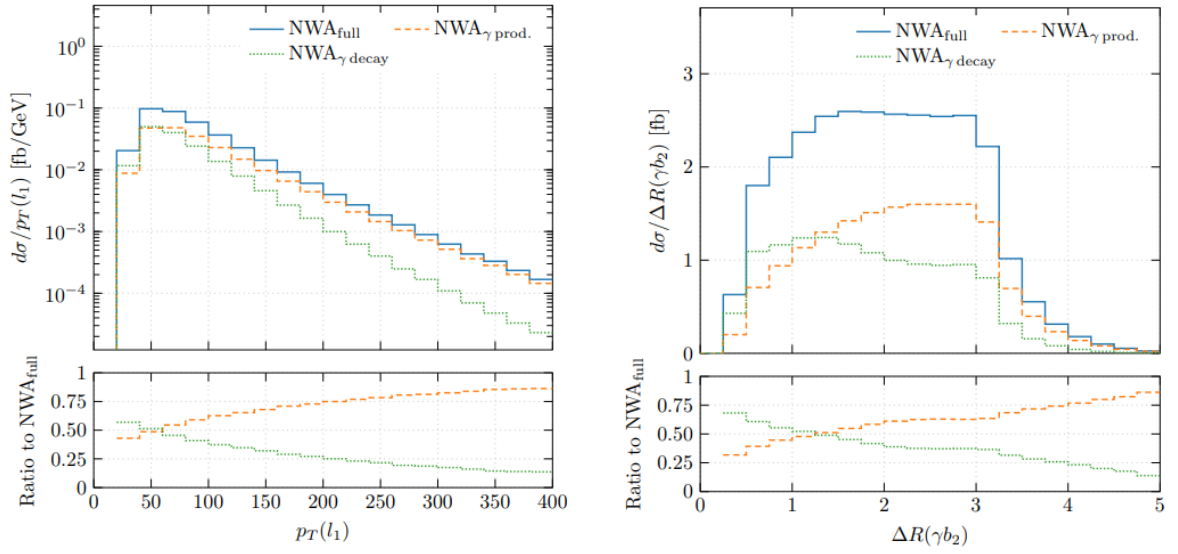 NWA_full
NWA_γ prod.
NWA_γ decay
10^0
10^−1
10^−2
10^−3
10^−4
dσ/p_T(l_1) [fb/GeV]
1
0.75
0.50
0.25
0
Ratio to NWA_full
0 50 100 150 200 250 300 350 400
p_T(l_1)
NWA_full
NWA_γ prod.
NWA_γ decay
3
2
1
0
dσ/ΔR(γb_2) [fb]
1
0.75
0.50
0.25
0
Ratio to NWA_full
0 1 2 3 4 5
ΔR(γb_2)